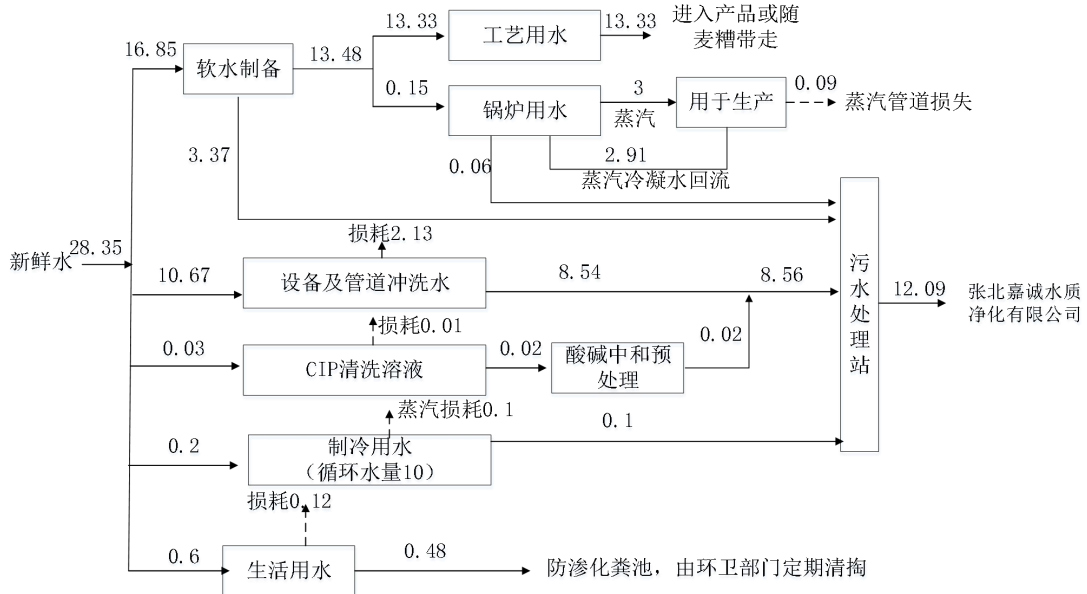 13.33
工艺用水
13.33
进入产品或随
麦糟带走
16.85
软水制备
13.48
0.15
锅炉用水
3
蒸汽
用于生产
0.09
蒸汽管道损失
3.37
0.06
2.91
蒸汽冷凝水回流
新鲜水
28.35
损耗2.13
10.67
设备及管道冲洗水
8.54
8.56
污水处理站
12.09
张北嘉诚水质
净化有限公司
损耗0.01
0.03
CIP清洗溶液
0.02
酸碱中和预
处理
0.02
蒸汽损耗0.1
0.2
制冷用水
（循环水量10）
0.1
损耗0.12
0.6
生活用水
0.48
防渗化粪池，由环卫部门定期清掏